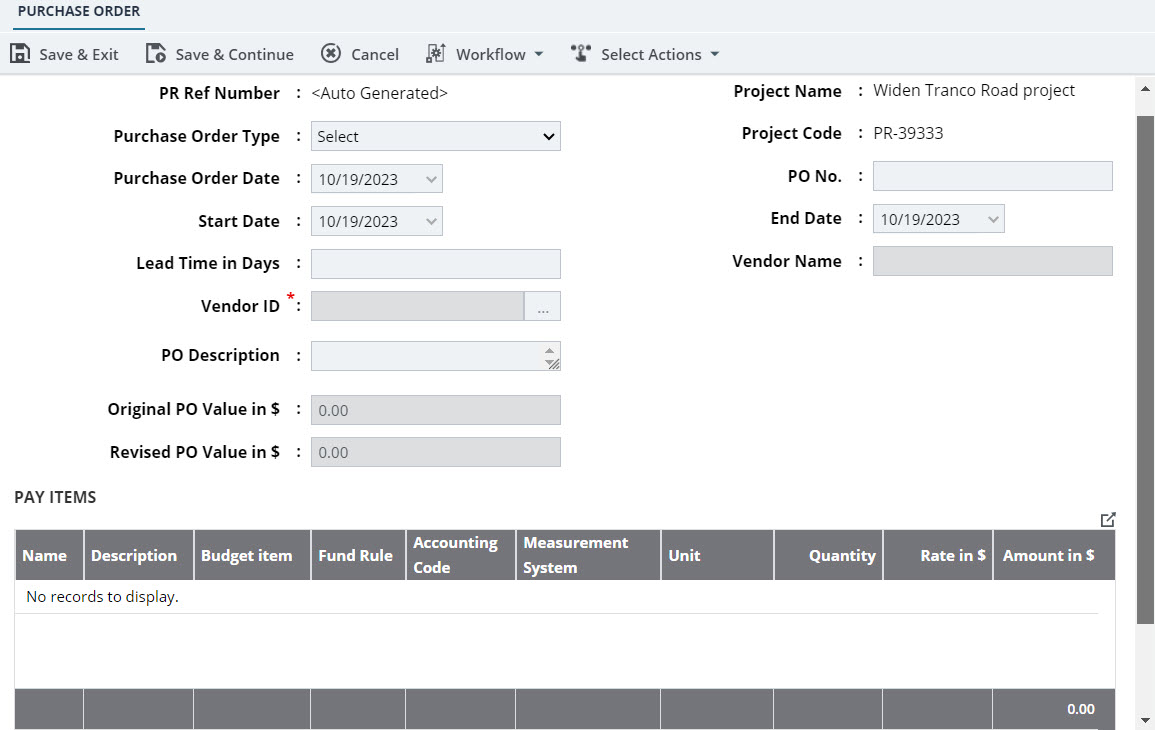 PURCHASE ORDER
Save & Exit Save & Continue Cancel Workflow Select Actions
PR Ref Number : <Auto Generated> Project Name : Widen Tranco Road project
Purchase Order Type : Select Project Code : PR-39333
Purchase Order Date : 10/19/2023 PO No. :
Start Date : 10/19/2023 End Date : 10/19/2023
Lead Time in Days : Vendor Name :
Vendor ID * : ...
PO Description :
Original PO Value in $ : 0.00
Revised PO Value in $ : 0.00
PAY ITEMS
Name Description Budget item Fund Rule Accounting Code Measurement System Unit Quantity Rate in $ Amount in $
No records to display.
0.00